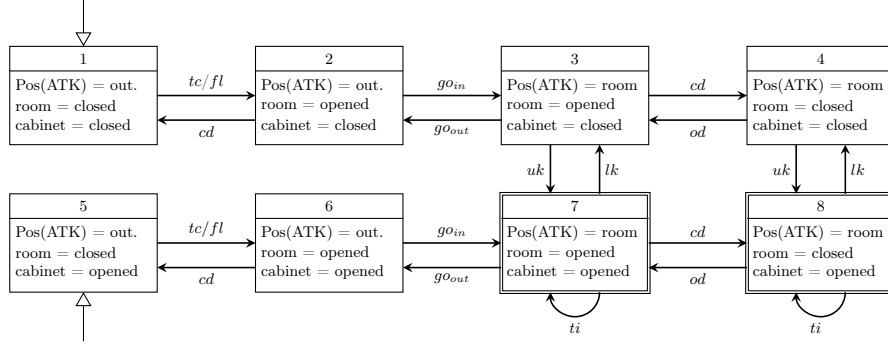 1
Pos(ATK) = out.
room = closed
cabinet = closed
tc/fl
cd
2
Pos(ATK) = out.
room = opened
cabinet = closed
go_in
go_out
3
Pos(ATK) = room
room = opened
cabinet = closed
cd
od
4
Pos(ATK) = room
room = closed
cabinet = closed
uk
lk
uk
lk
5
Pos(ATK) = out.
room = closed
cabinet = opened
tc/fl
cd
6
Pos(ATK) = out.
room = opened
cabinet = opened
go_in
go_out
7
Pos(ATK) = room
room = opened
cabinet = opened
cd
od
8
Pos(ATK) = room
room = closed
cabinet = opened
ti
ti